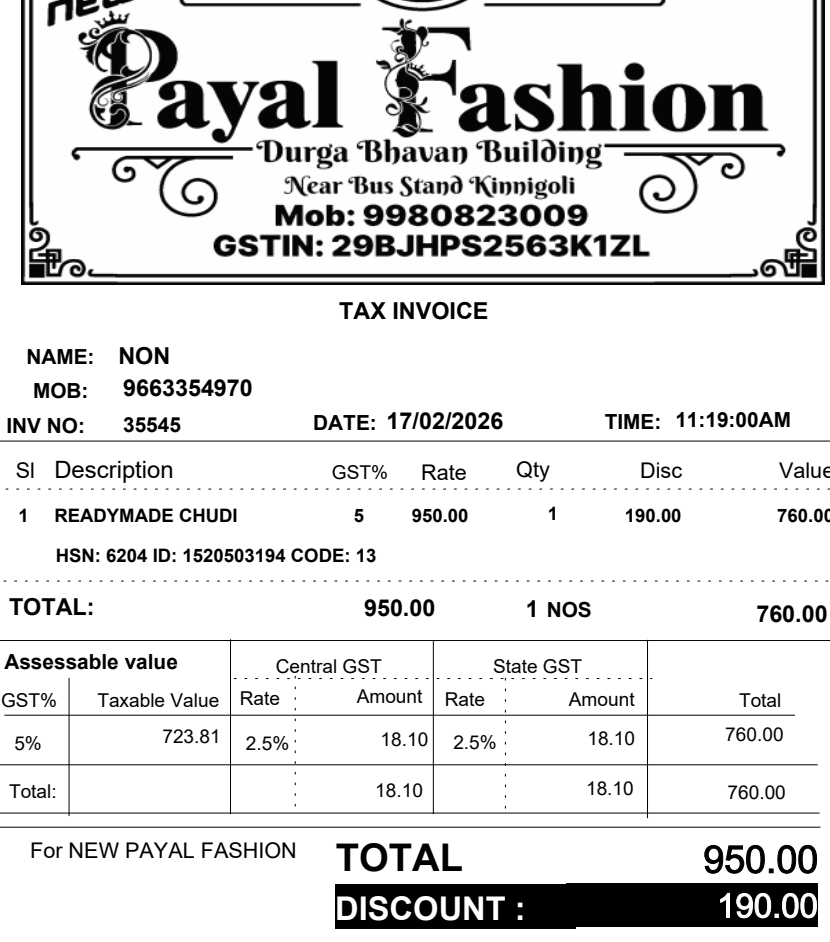 new
Payal Fashion
Durga Bhavan Building
Near Bus Stand Kinnigoli
Mob: 9980823009
GSTIN: 29BJHPS2563K1ZL
TAX INVOICE
NAME: NON
MOB: 9663354970
INV NO: 35545 DATE: 17/02/2026 TIME: 11:19:00AM
Sl Description GST% Rate Qty Disc Value
1 READYMADE CHUDI 5 950.00 1 190.00 760.00
HSN: 6204 ID: 1520503194 CODE: 13
TOTAL: 950.00 1 NOS 760.00
Assessable value Central GST State GST
GST% Taxable Value Rate Amount Rate Amount Total
5% 723.81 2.5% 18.10 2.5% 18.10 760.00
Total: 18.10 18.10 760.00
For NEW PAYAL FASHION TOTAL 950.00
DISCOUNT : 190.00